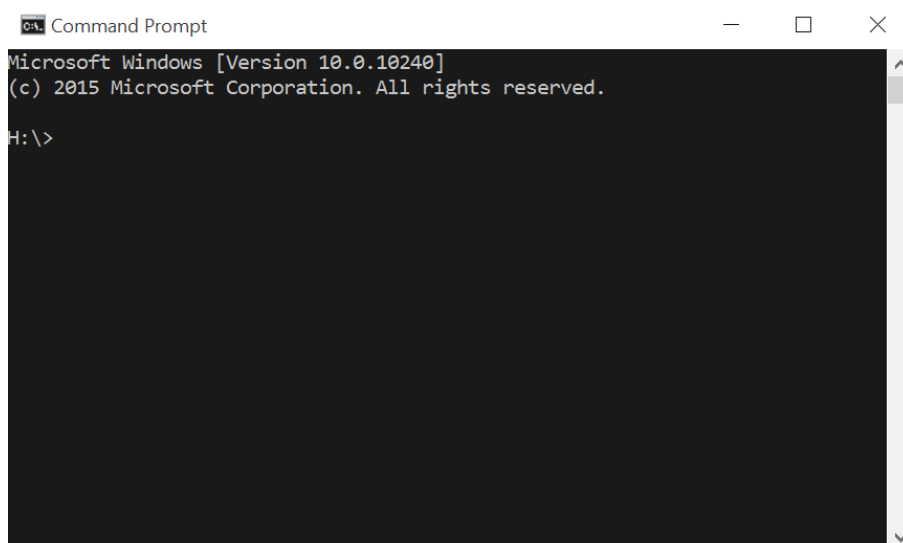 Command Prompt
Microsoft Windows [Version 10.0.10240]
(c) 2015 Microsoft Corporation. All rights reserved.
H:\>